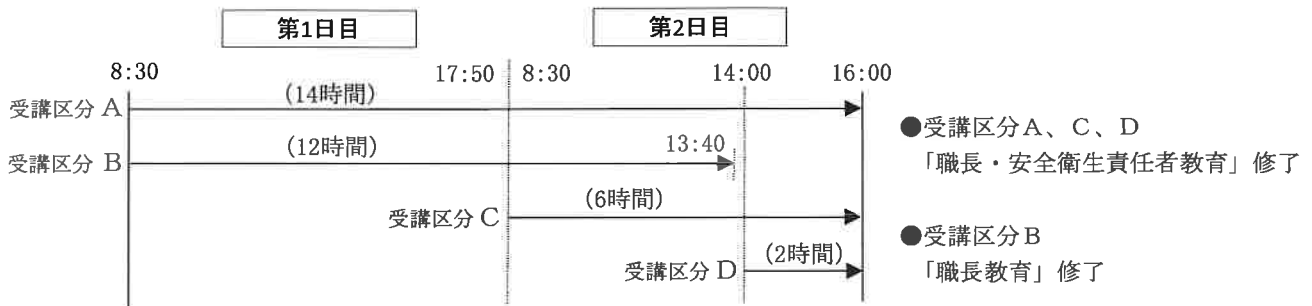 第1日目
第2日目
8:30
17:50
8:30
14:00
16:00
受講区分 A
(14時間)
受講区分 B
(12時間)
13:40
受講区分 C
(6時間)
受講区分 D
(2時間)
●受講区分A、C、D
「職長・安全衛生責任者教育」修了
●受講区分B
「職長教育」修了